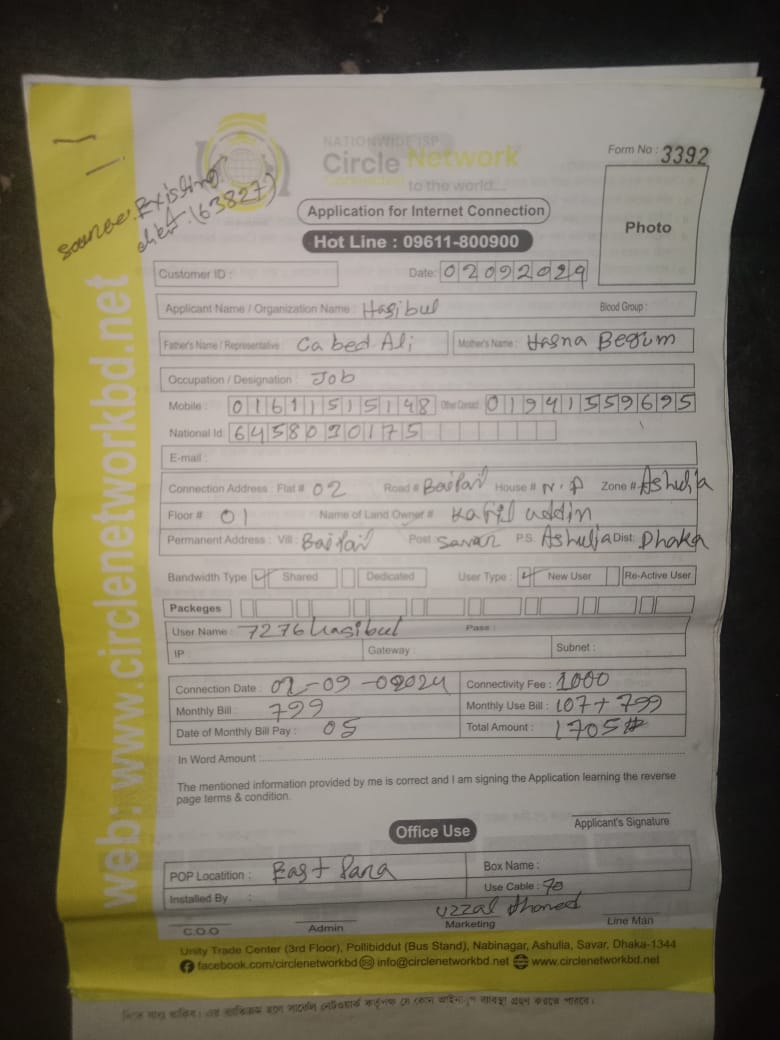 NATIONWIDE ISP
Circle Network
Connected to the world...
Form No : 3392
source: Existing
(63827)
Application for Internet Connection
Photo
Hot Line : 09611-800900
Customer ID :
Date: 02092024
Applicant Name / Organization Name : Hasibul
Blood Group :
Father's Name / Representative : Cabed Ali
Mother's Name : Hasna Begum
Occupation / Designation : Job
Mobile : 01611515148 Other Contact : 01941559695
National Id: 6458030175
E-mail :
Connection Address : Flat # 02 Road # Baipail House # N.A Zone # Ashulia
Floor # 01 Name of Land Owner # Kafil uddin
Permanent Address : Vill : Baipail Post : Savar P.S. Ashulia Dist: Dhaka
Bandwidth Type Shared Dedicated User Type : New User Re-Active User
Packeges
User Name : 7276hasibul Pass :
IP : Gateway : Subnet :
Connection Date : 02-09-2024 Connectivity Fee : 1000
Monthly Bill : 799 Monthly Use Bill : 107 + 799
Date of Monthly Bill Pay : 05 Total Amount : 1705#
In Word Amount :
The mentioned information provided by me is correct and I am signing the Application learning the reverse
page terms & condition.
Applicant's Signature
Office Use
POP Locatition : East Para Box Name :
Installed By : Use Cable : 70
Uzzal Ahmed
C.O.O Admin Marketing Line Man
Unity Trade Center (3rd Floor), Pollibiddut (Bus Stand), Nabinagar, Ashulia, Savar, Dhaka-1344
facebook.com/circlenetworkbd info@circlenetworkbd.net www.circlenetworkbd.net
web: www.circlenetworkbd.net